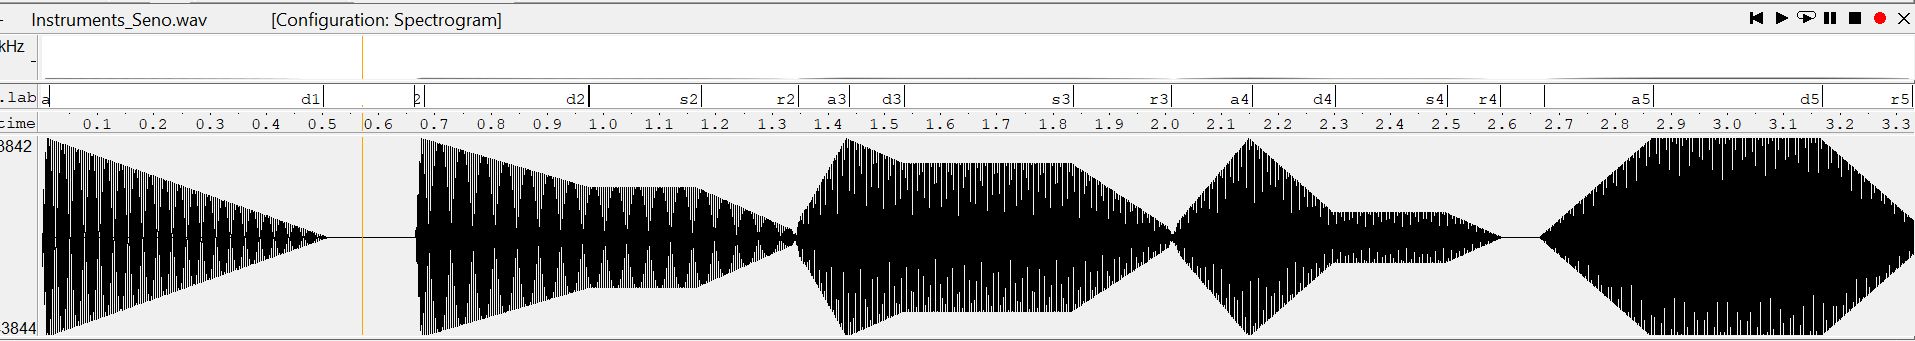 - Instruments_Seno.wav [Configuration: Spectrogram]
kHz
.lab a d1 2 d2 s2 r2 a3 d3 s3 r3 a4 d4 s4 r4 a5 d5 r5
time 0.1 0.2 0.3 0.4 0.5 0.6 0.7 0.8 0.9 1.0 1.1 1.2 1.3 1.4 1.5 1.6 1.7 1.8 1.9 2.0 2.1 2.2 2.3 2.4 2.5 2.6 2.7 2.8 2.9 3.0 3.1 3.2 3.3
3842
3844